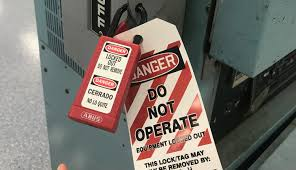 DANGER
LOCKED
OUT
DO NOT REMOVE
DANGER
CERRADO
NO LO QUITE
ABUS
DANGER
DO
NOT
OPERATE
EQUIPMENT LOCKED OUT
THIS LOCK/TAG MAY
BE REMOVED BY: